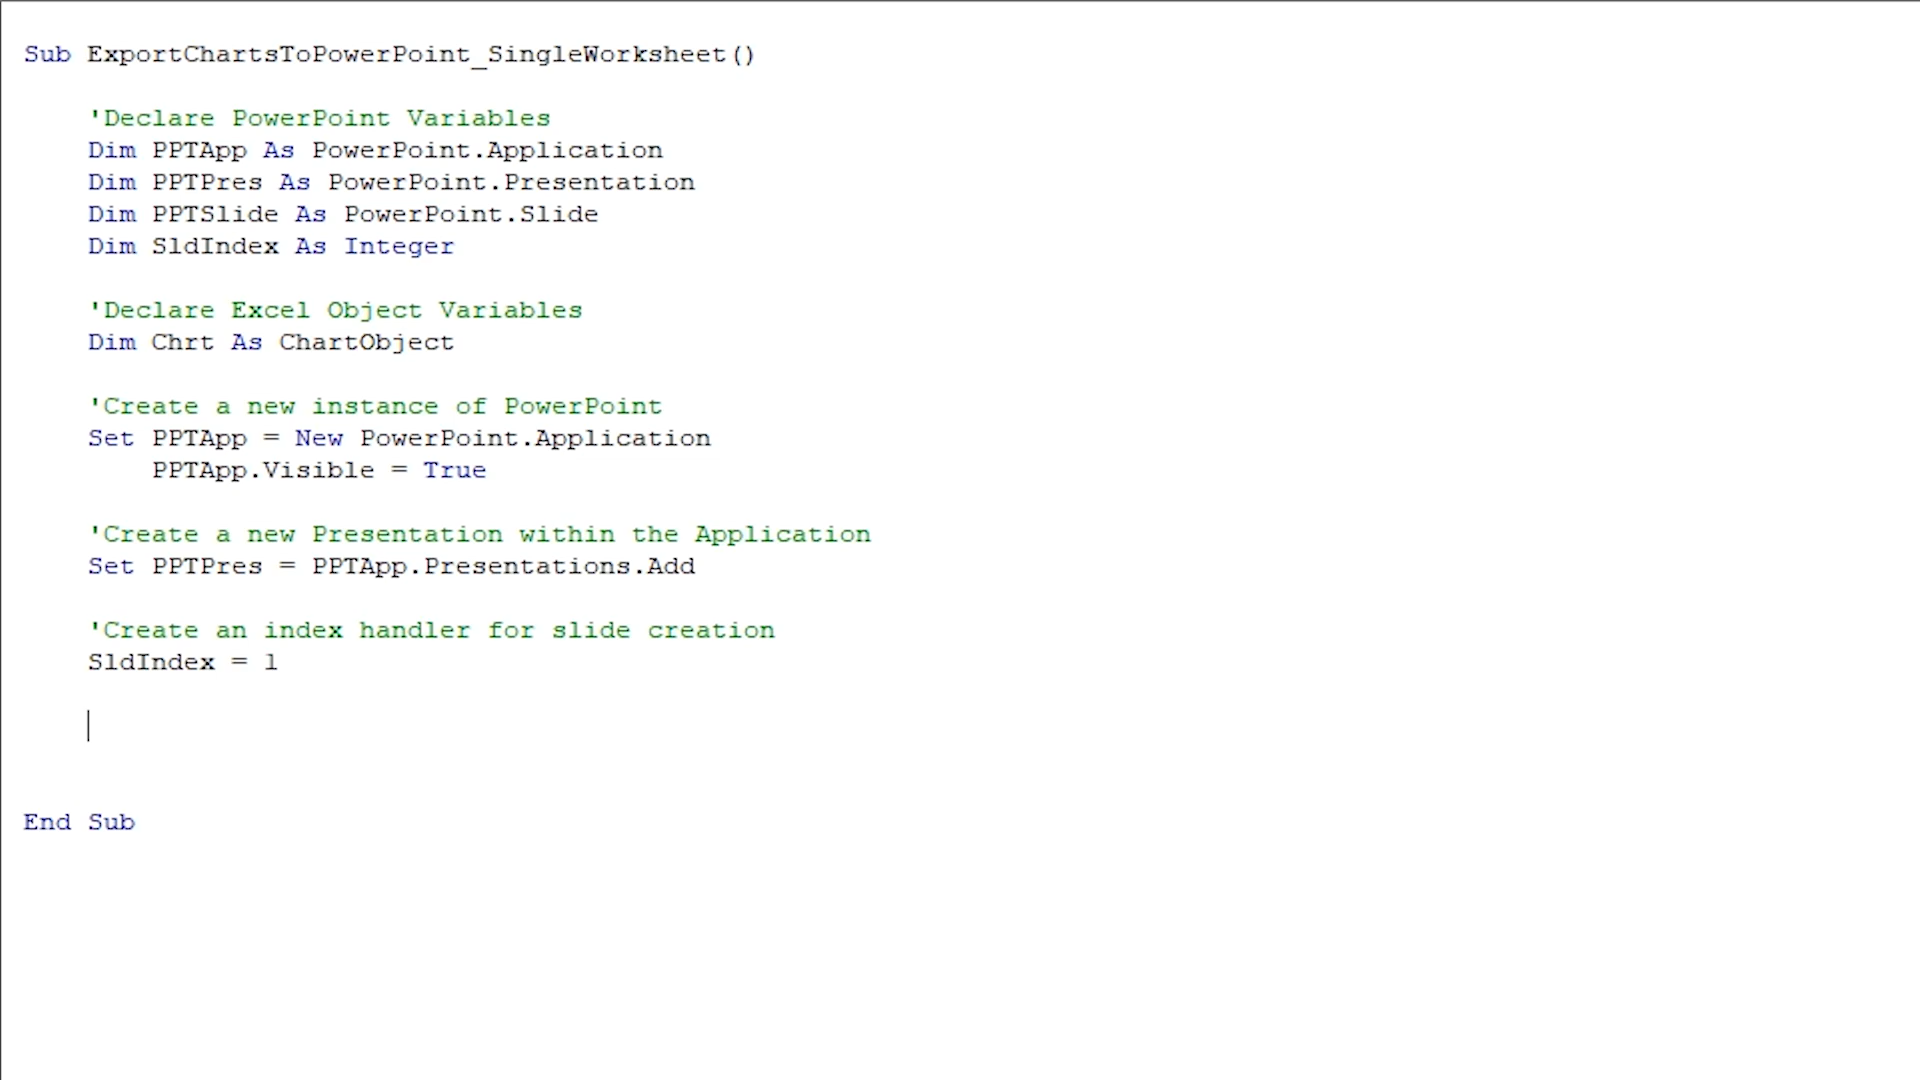 Sub ExportChartsToPowerPoint_SingleWorksheet()
'Declare PowerPoint Variables
Dim PPTApp As PowerPoint.Application
Dim PPTPres As PowerPoint.Presentation
Dim PPTSlide As PowerPoint.Slide
Dim SldIndex As Integer
'Declare Excel Object Variables
Dim Chrt As ChartObject
'Create a new instance of PowerPoint
Set PPTApp = New PowerPoint.Application
PPTApp.Visible = True
'Create a new Presentation within the Application
Set PPTPres = PPTApp.Presentations.Add
'Create an index handler for slide creation
SldIndex = 1
End Sub